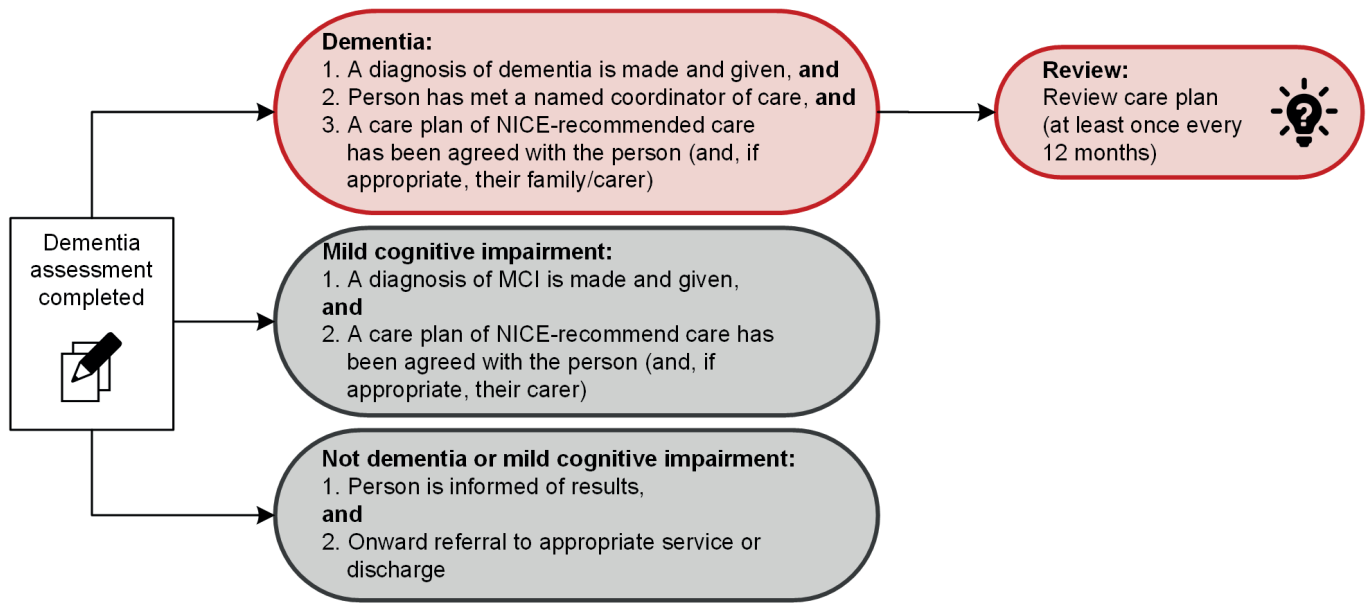 Dementia:
1. A diagnosis of dementia is made and given, and
2. Person has met a named coordinator of care, and
3. A care plan of NICE-recommended care
has been agreed with the person (and, if
appropriate, their family/carer)
Review:
Review care plan
(at least once every
12 months)
?
Dementia
assessment
completed
Mild cognitive impairment:
1. A diagnosis of MCI is made and given,
and
2. A care plan of NICE-recommend care has
been agreed with the person (and, if
appropriate, their carer)
Not dementia or mild cognitive impairment:
1. Person is informed of results,
and
2. Onward referral to appropriate service or
discharge